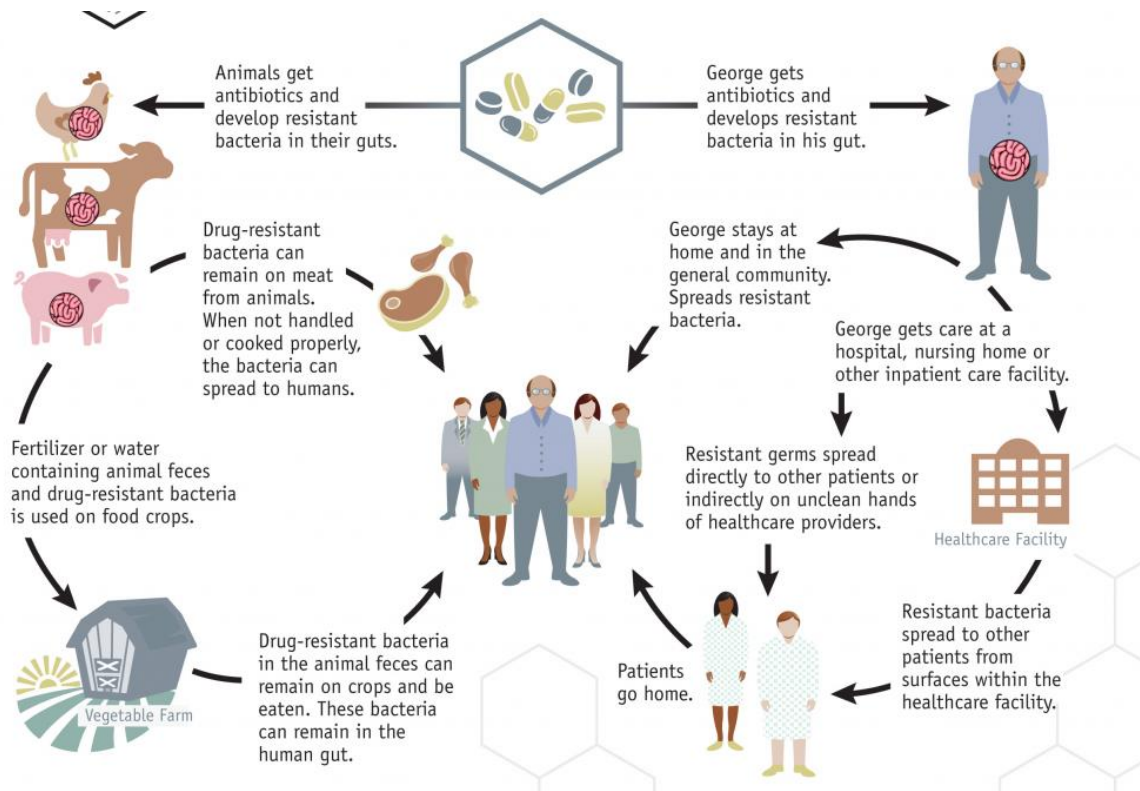 Animals get
antibiotics and
develop resistant
bacteria in their guts.
George gets
antibiotics and
develops resistant
bacteria in his gut.
Drug-resistant
bacteria can
remain on meat
from animals.
When not handled
or cooked properly,
the bacteria can
spread to humans.
George stays at
home and in the
general community.
Spreads resistant
bacteria.
George gets care at a
hospital, nursing home or
other inpatient care facility.
Fertilizer or water
containing animal feces
and drug-resistant bacteria
is used on food crops.
Resistant germs spread
directly to other patients or
indirectly on unclean hands
of healthcare providers.
Healthcare Facility
Vegetable Farm
Drug-resistant bacteria
in the animal feces can
remain on crops and be
eaten. These bacteria
can remain in the
human gut.
Patients
go home.
Resistant bacteria
spread to other
patients from
surfaces within the
healthcare facility.